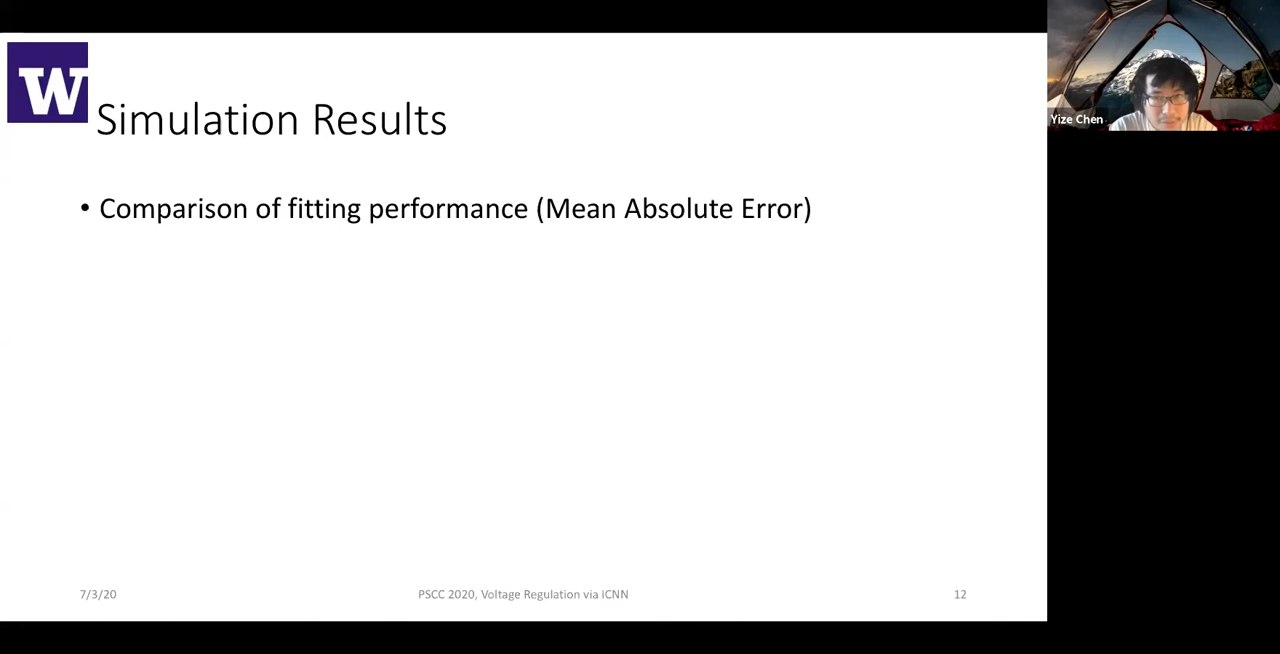 W
Simulation Results
• Comparison of fitting performance (Mean Absolute Error)
7/3/20
PSCC 2020, Voltage Regulation via ICNN
12
Yize Chen